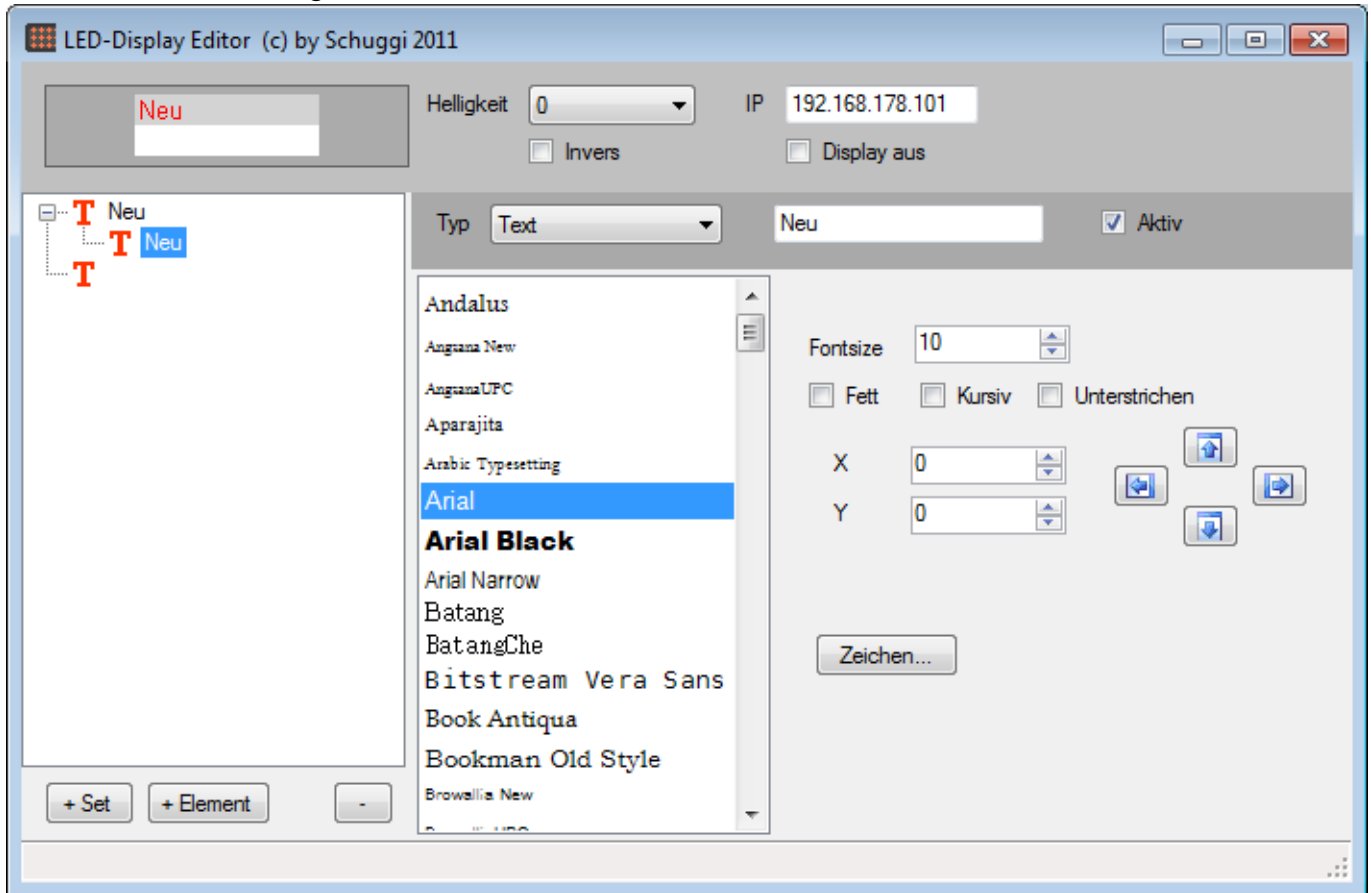 LED-Display Editor (c) by Schuggi 2011
Neu
Helligkeit 0 IP 192.168.178.101
Invers Display aus
Neu
Neu
Typ Text Neu Aktiv
Andalus
Angsana New
AngsanaUPC
Aparajita
Arabic Typesetting
Arial
Arial Black
Arial Narrow
Batang
BatangChe
Bitstream Vera Sans
Book Antiqua
Bookman Old Style
Browallia New
Fontsize 10
Fett Kursiv Unterstrichen
X 0
Y 0
Zeichen...
+ Set + Element -